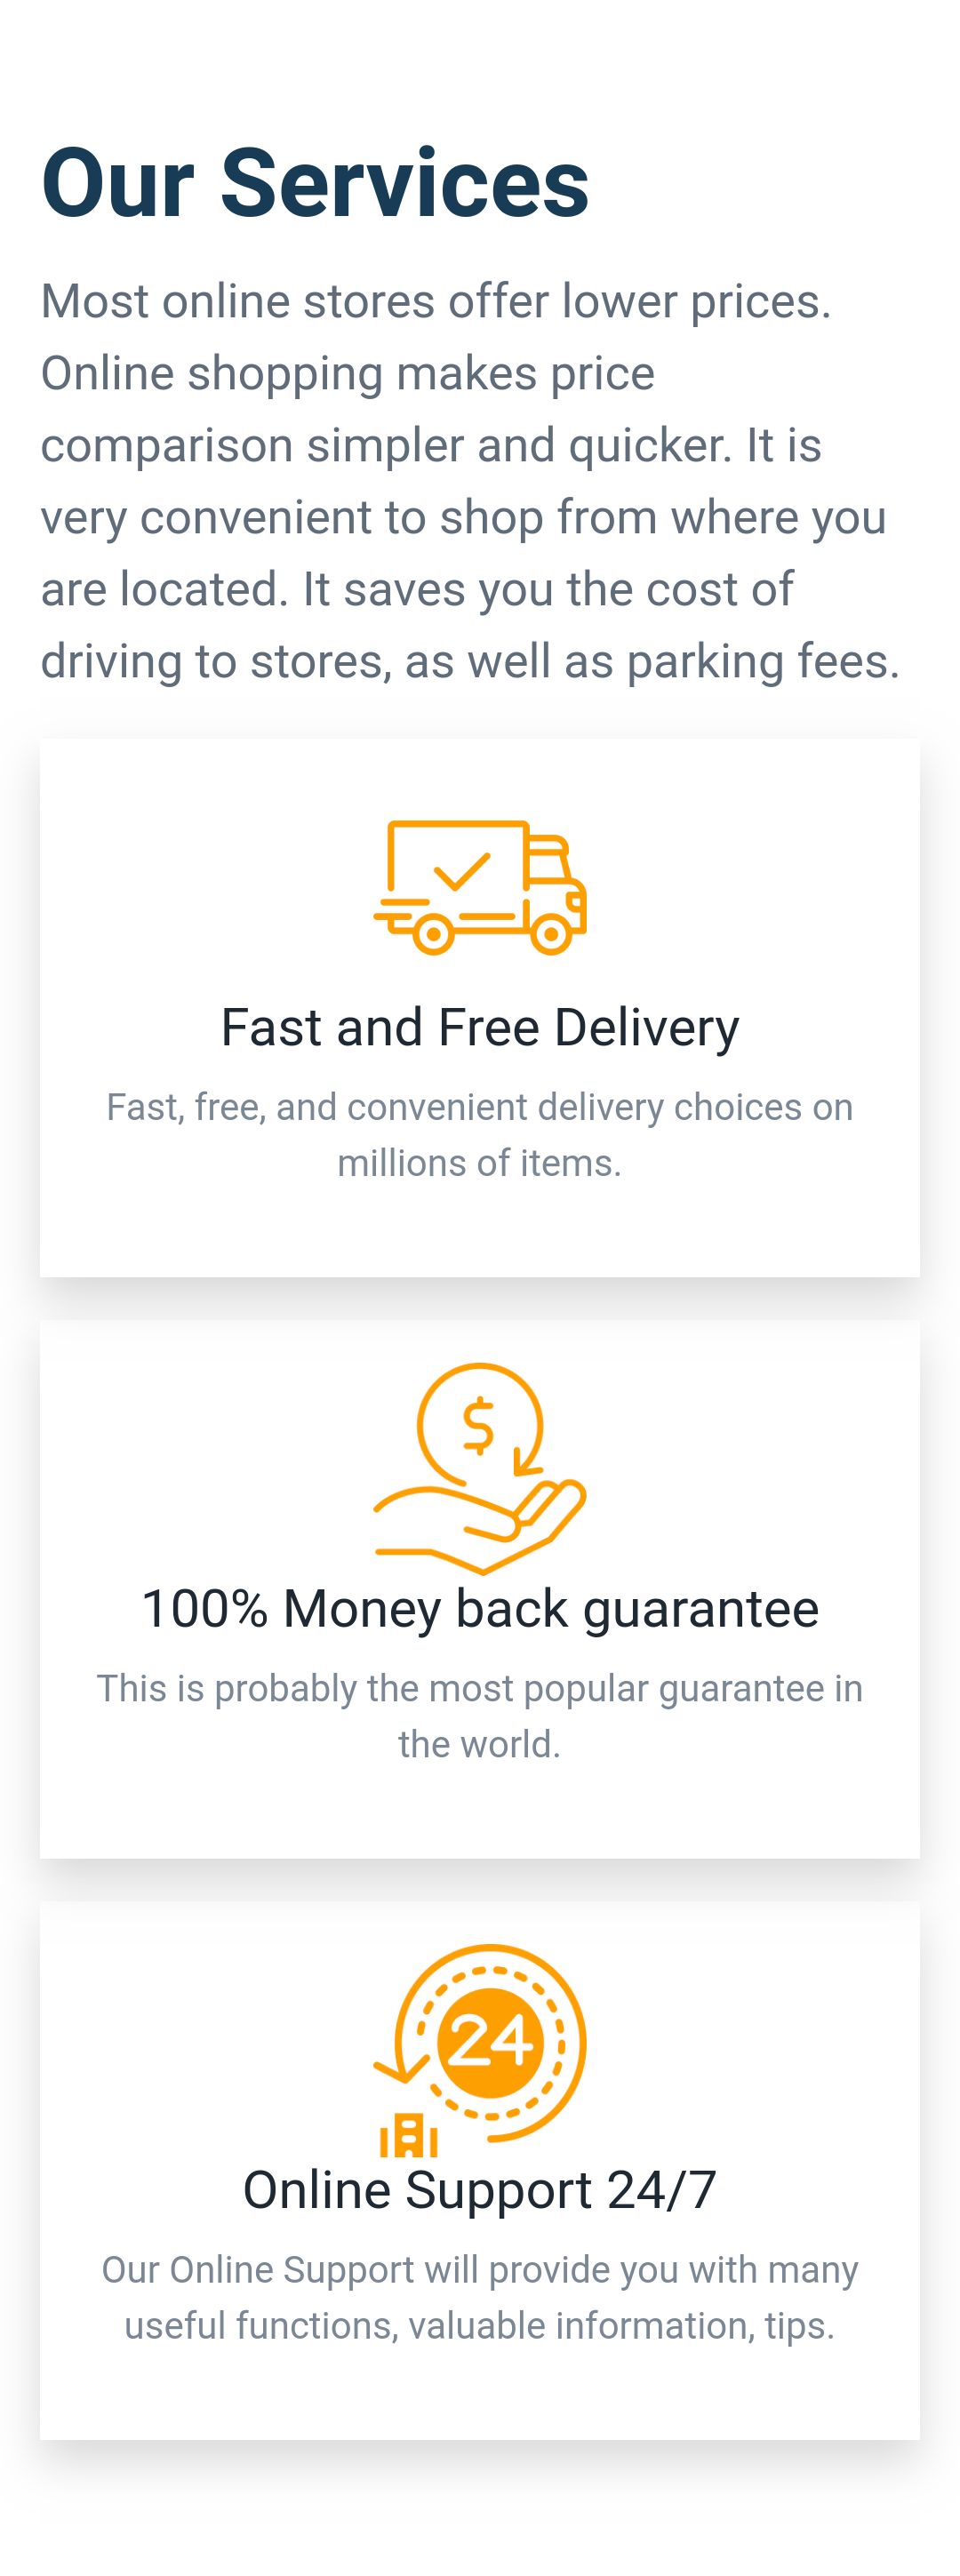 Our Services
Most online stores offer lower prices.
Online shopping makes price
comparison simpler and quicker. It is
very convenient to shop from where you
are located. It saves you the cost of
driving to stores, as well as parking fees.
Fast and Free Delivery
Fast, free, and convenient delivery choices on
millions of items.
$
100% Money back guarantee
This is probably the most popular guarantee in
the world.
24
Online Support 24/7
Our Online Support will provide you with many
useful functions, valuable information, tips.